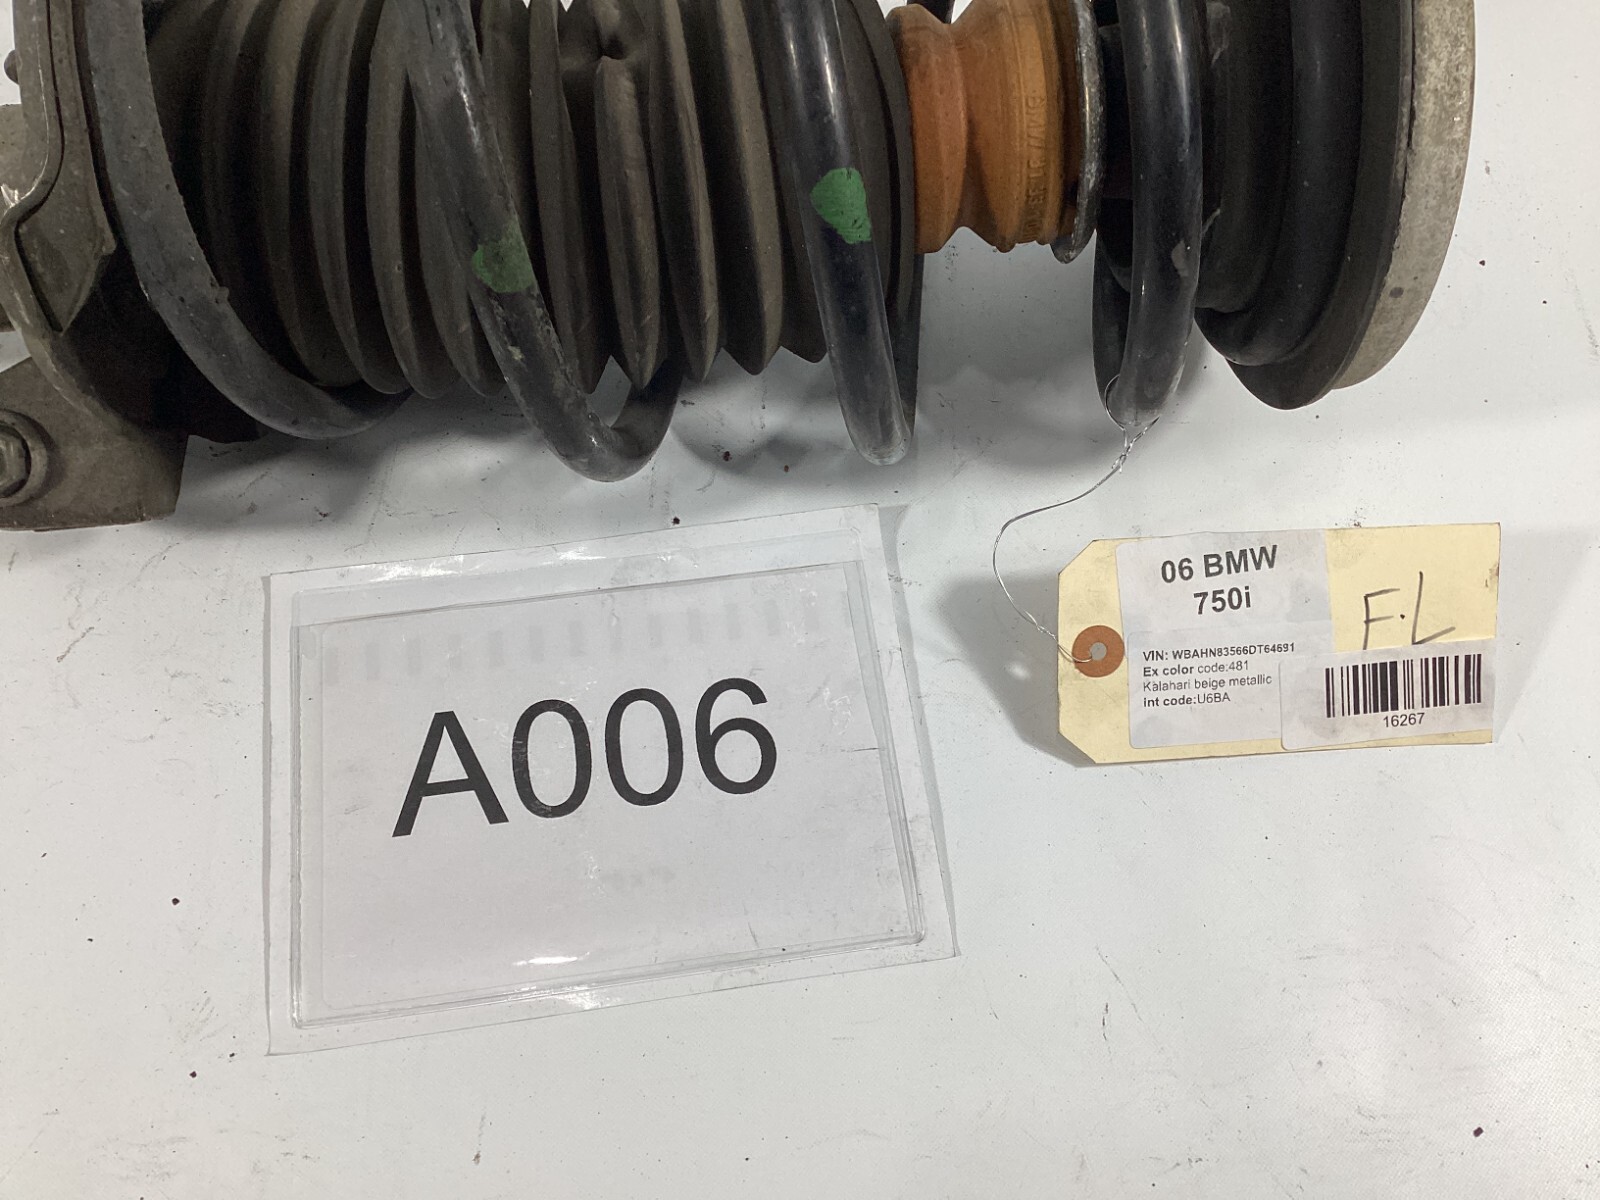 A006
06 BMW
750i
F.L
VIN: WBAHN83566DT64691
Ex color code:481
Kalahari beige metallic
int code:U6BA
16267